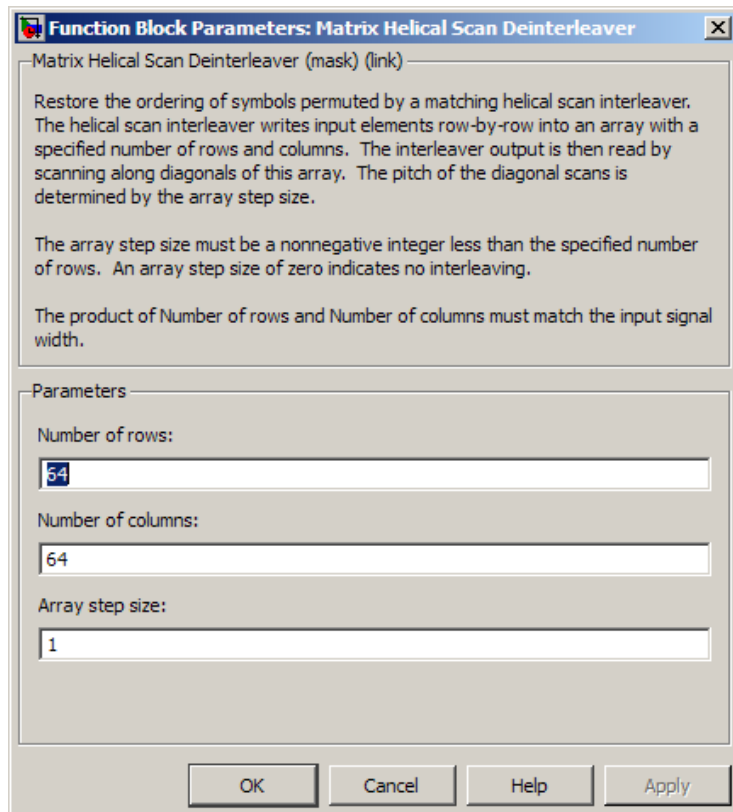 Function Block Parameters: Matrix Helical Scan Deinterleaver
Matrix Helical Scan Deinterleaver (mask) (link)
Restore the ordering of symbols permuted by a matching helical scan interleaver.
The helical scan interleaver writes input elements row-by-row into an array with a
specified number of rows and columns.  The interleaver output is then read by
scanning along diagonals of this array.  The pitch of the diagonal scans is
determined by the array step size.
The array step size must be a nonnegative integer less than the specified number
of rows.  An array step size of zero indicates no interleaving.
The product of Number of rows and Number of columns must match the input signal
width.
Parameters
Number of rows:
64
Number of columns:
64
Array step size:
1
OK Cancel Help Apply